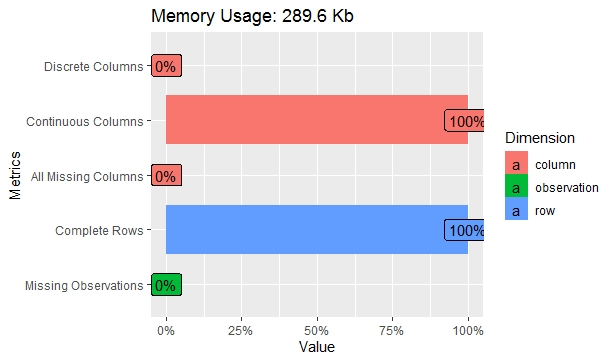 Memory Usage: 289.6 Kb
Discrete Columns
0%
Continuous Columns
100%
All Missing Columns
0%
Complete Rows
100%
Missing Observations
0%
Metrics
0%
25%
50%
75%
100%
Value
Dimension
a column
a observation
a row